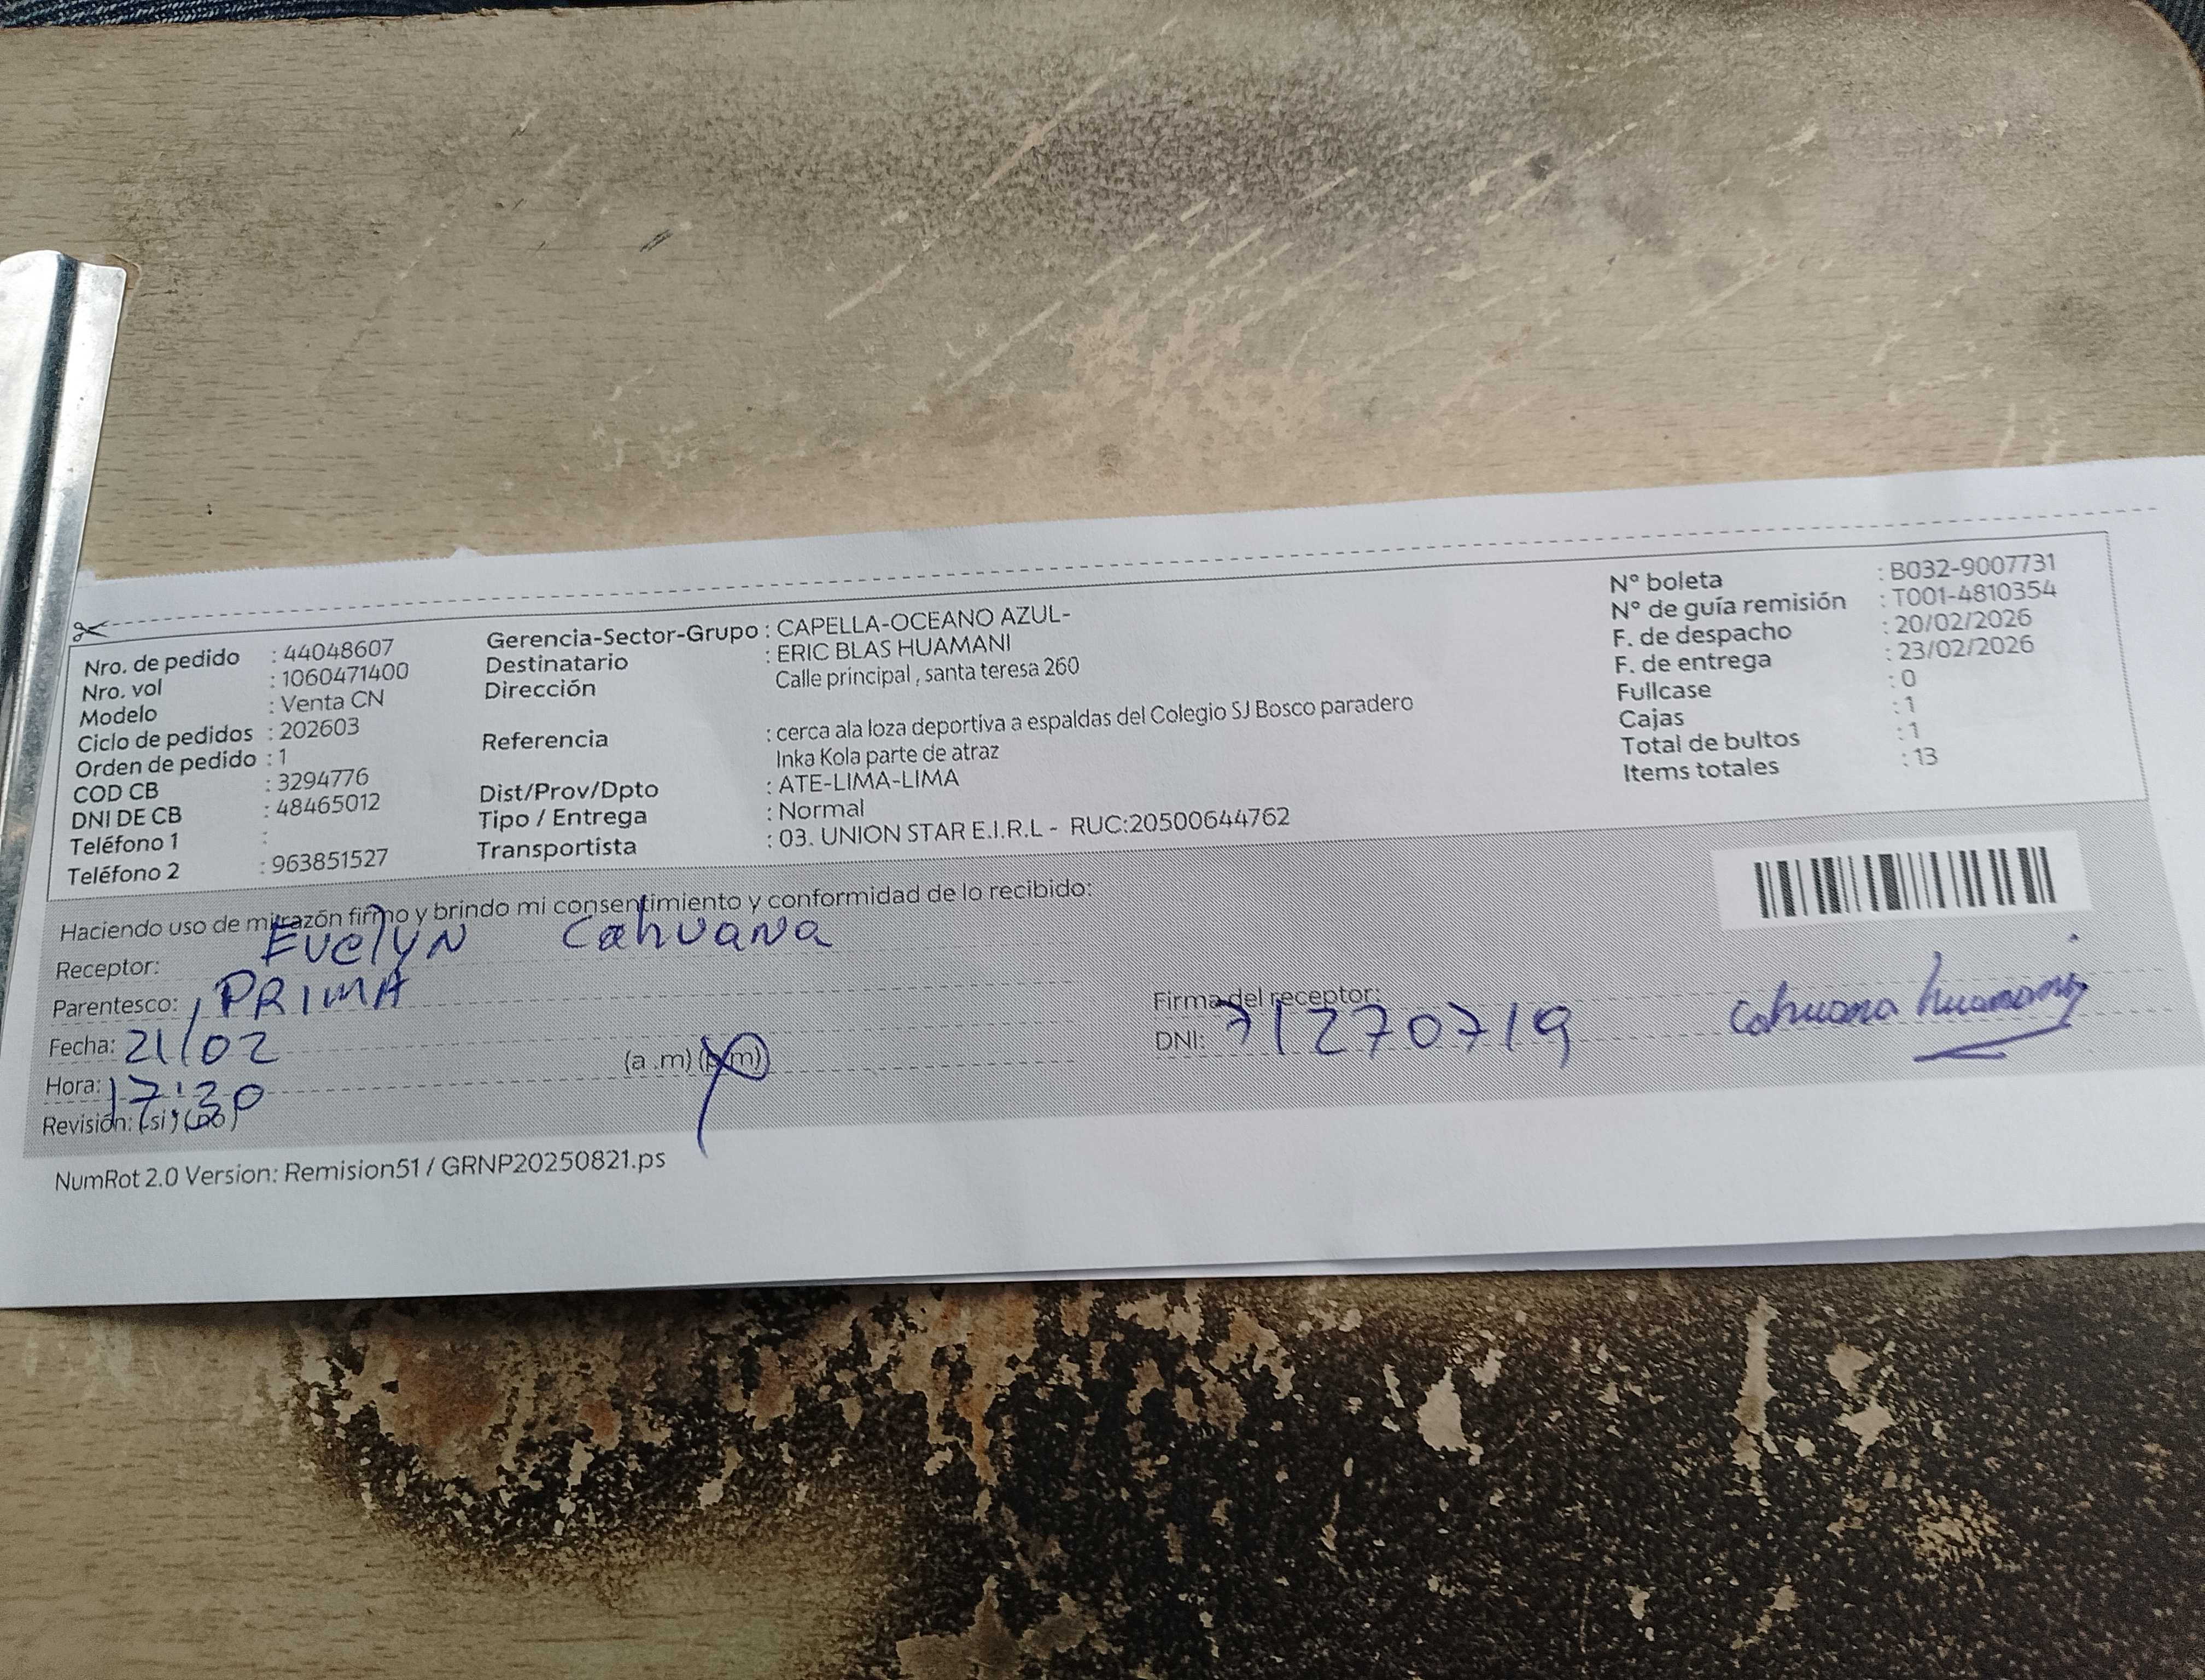 Nro. de pedido : 44048607
Nro. vol : 1060471400
Modelo : Venta CN
Ciclo de pedidos : 202603
Orden de pedido : 1
COD CB : 3294776
DNI DE CB : 48465012
Teléfono 1 :
Teléfono 2 : 963851527
Gerencia-Sector-Grupo : CAPELLA-OCEANO AZUL-
Destinatario : ERIC BLAS HUAMANI
Dirección Calle principal , santa teresa 260
Referencia : cerca ala loza deportiva a espaldas del Colegio SJ Bosco paradero
Inka Kola parte de atraz
Dist/Prov/Dpto : ATE-LIMA-LIMA
Tipo / Entrega : Normal
Transportista : 03. UNION STAR E.I.R.L - RUC:20500644762
N° boleta : B032-9007731
N° de guía remisión : T001-4810354
F. de despacho : 20/02/2026
F. de entrega : 23/02/2026
Fullcase : 0
Cajas : 1
Total de bultos : 1
Items totales : 13
Haciendo uso de mi razón firmo y brindo mi consentimiento y conformidad de lo recibido:
Receptor: Evelyn Cahuana
Parentesco: PRIMA
Fecha: 21/02
Hora: 17:30 (a .m) (p.m)
Revisión: (si) (no)
Firma del receptor: Cahuana Huamani
DNI: 71270719
NumRot 2.0 Version: Remision51 / GRNP20250821.ps